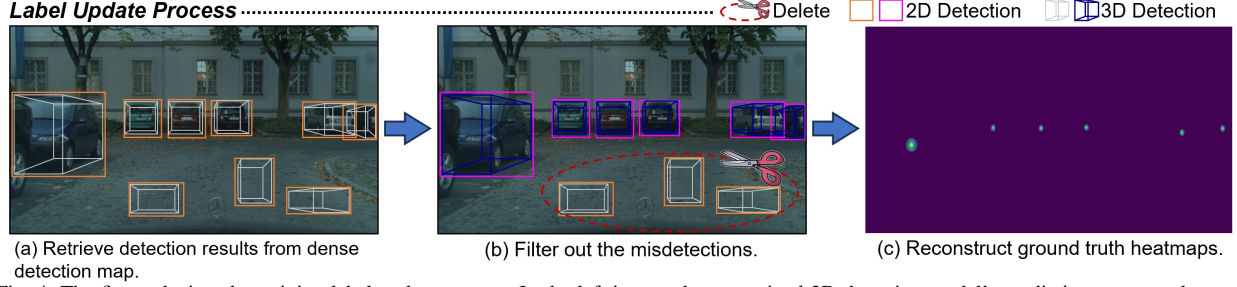 Label Update Process
Delete
2D Detection
3D Detection
(a) Retrieve detection results from dense
detection map.
(b) Filter out the misdetections.
(c) Reconstruct ground truth heatmaps.